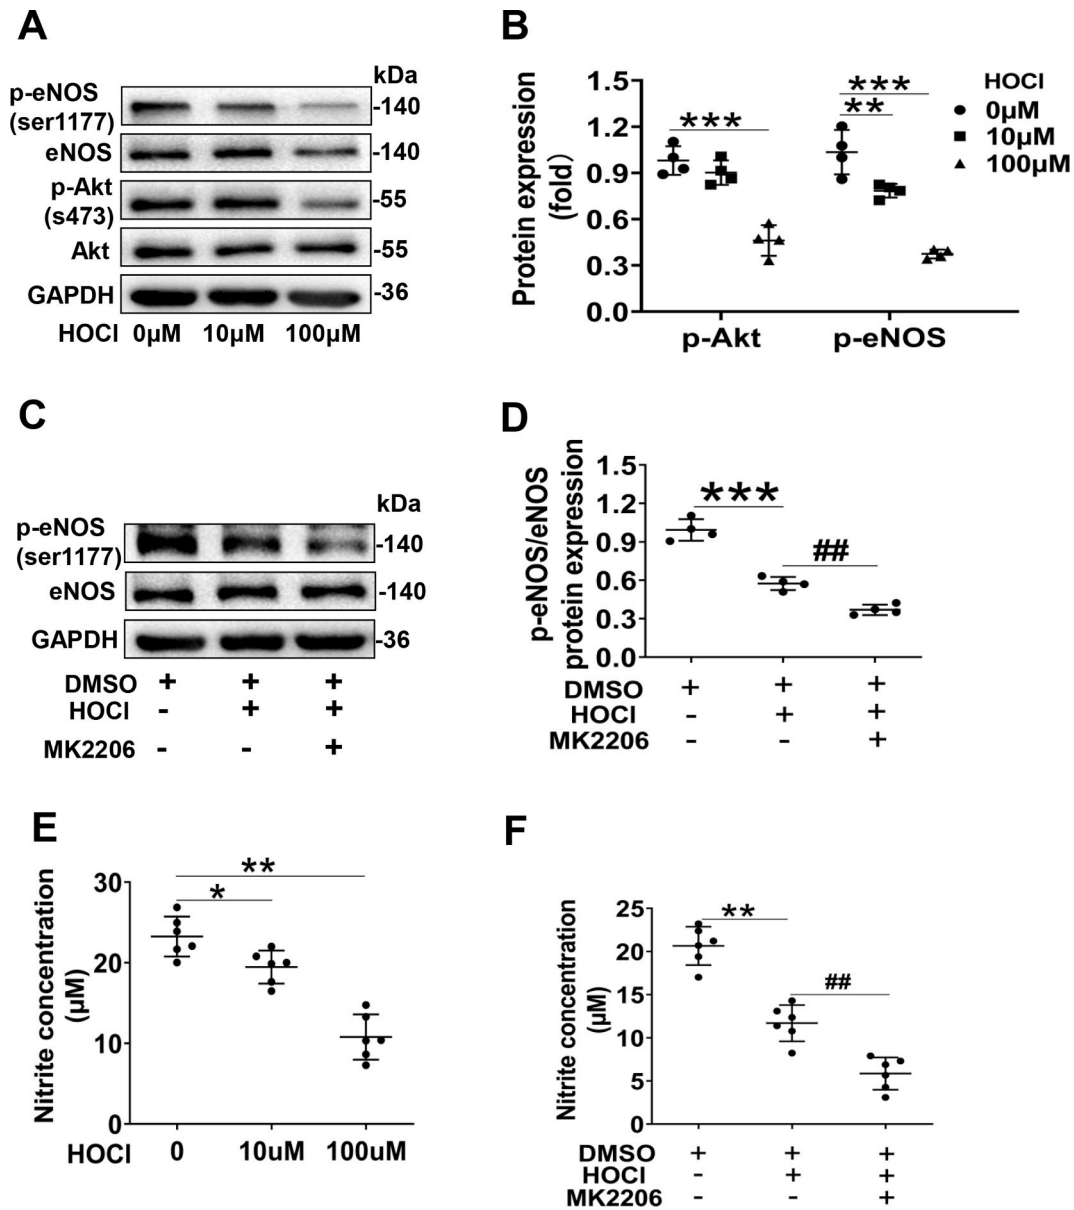 A
kDa
p-eNOS
(ser1177)
-140
eNOS
-140
p-Akt
(s473)
-55
Akt
-55
GAPDH
-36
HOCl 0μM 10μM 100μM
B
Protein expression
(fold)
1.5
1.2
0.9
0.6
0.3
0.0
***
***
**
HOCl
0μM
10μM
100μM
p-Akt p-eNOS
C
kDa
p-eNOS
(ser1177)
-140
eNOS
-140
GAPDH
-36
DMSO + + +
HOCl - + +
MK2206 - - +
D
p-eNOS/eNOS
protein expression
1.5
1.2
0.9
0.6
0.3
0.0
***
##
DMSO + + +
HOCl - + +
MK2206 - - +
E
Nitrite concentration
(μM)
30
20
10
0
**
*
HOCl 0 10uM 100uM
F
Nitrite concentration
(μM)
25
20
15
10
5
0
**
##
DMSO + + +
HOCl - + +
MK2206 - - +